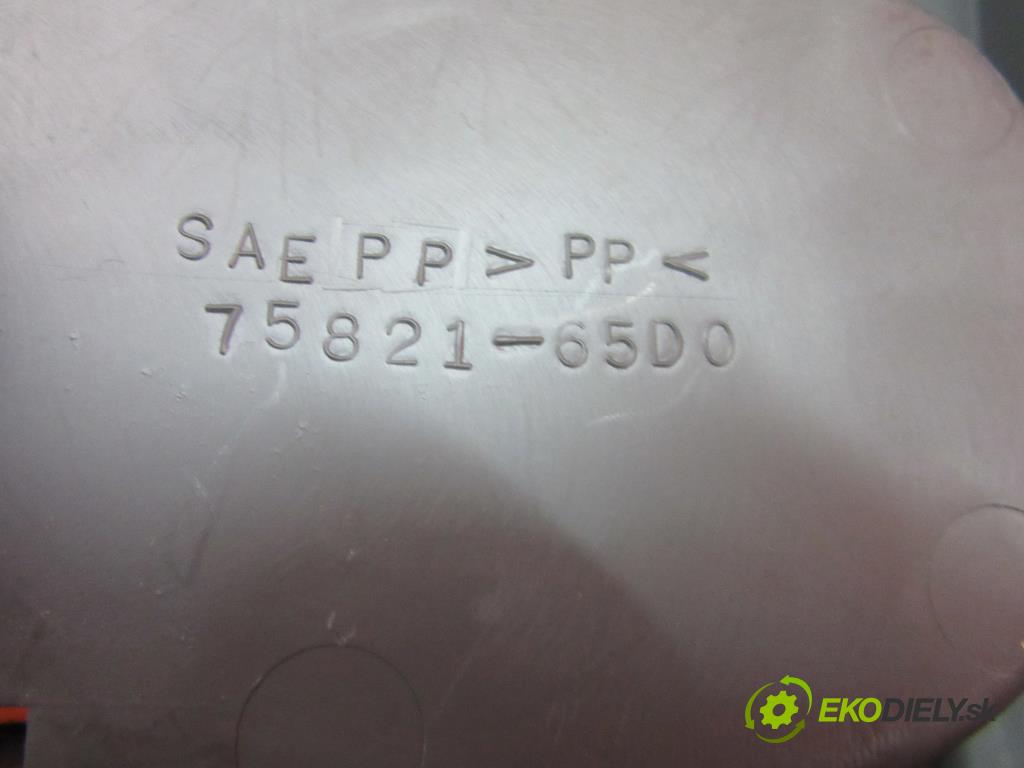 SAE PP >PP<
75821-65D0
EKODIELY.sk